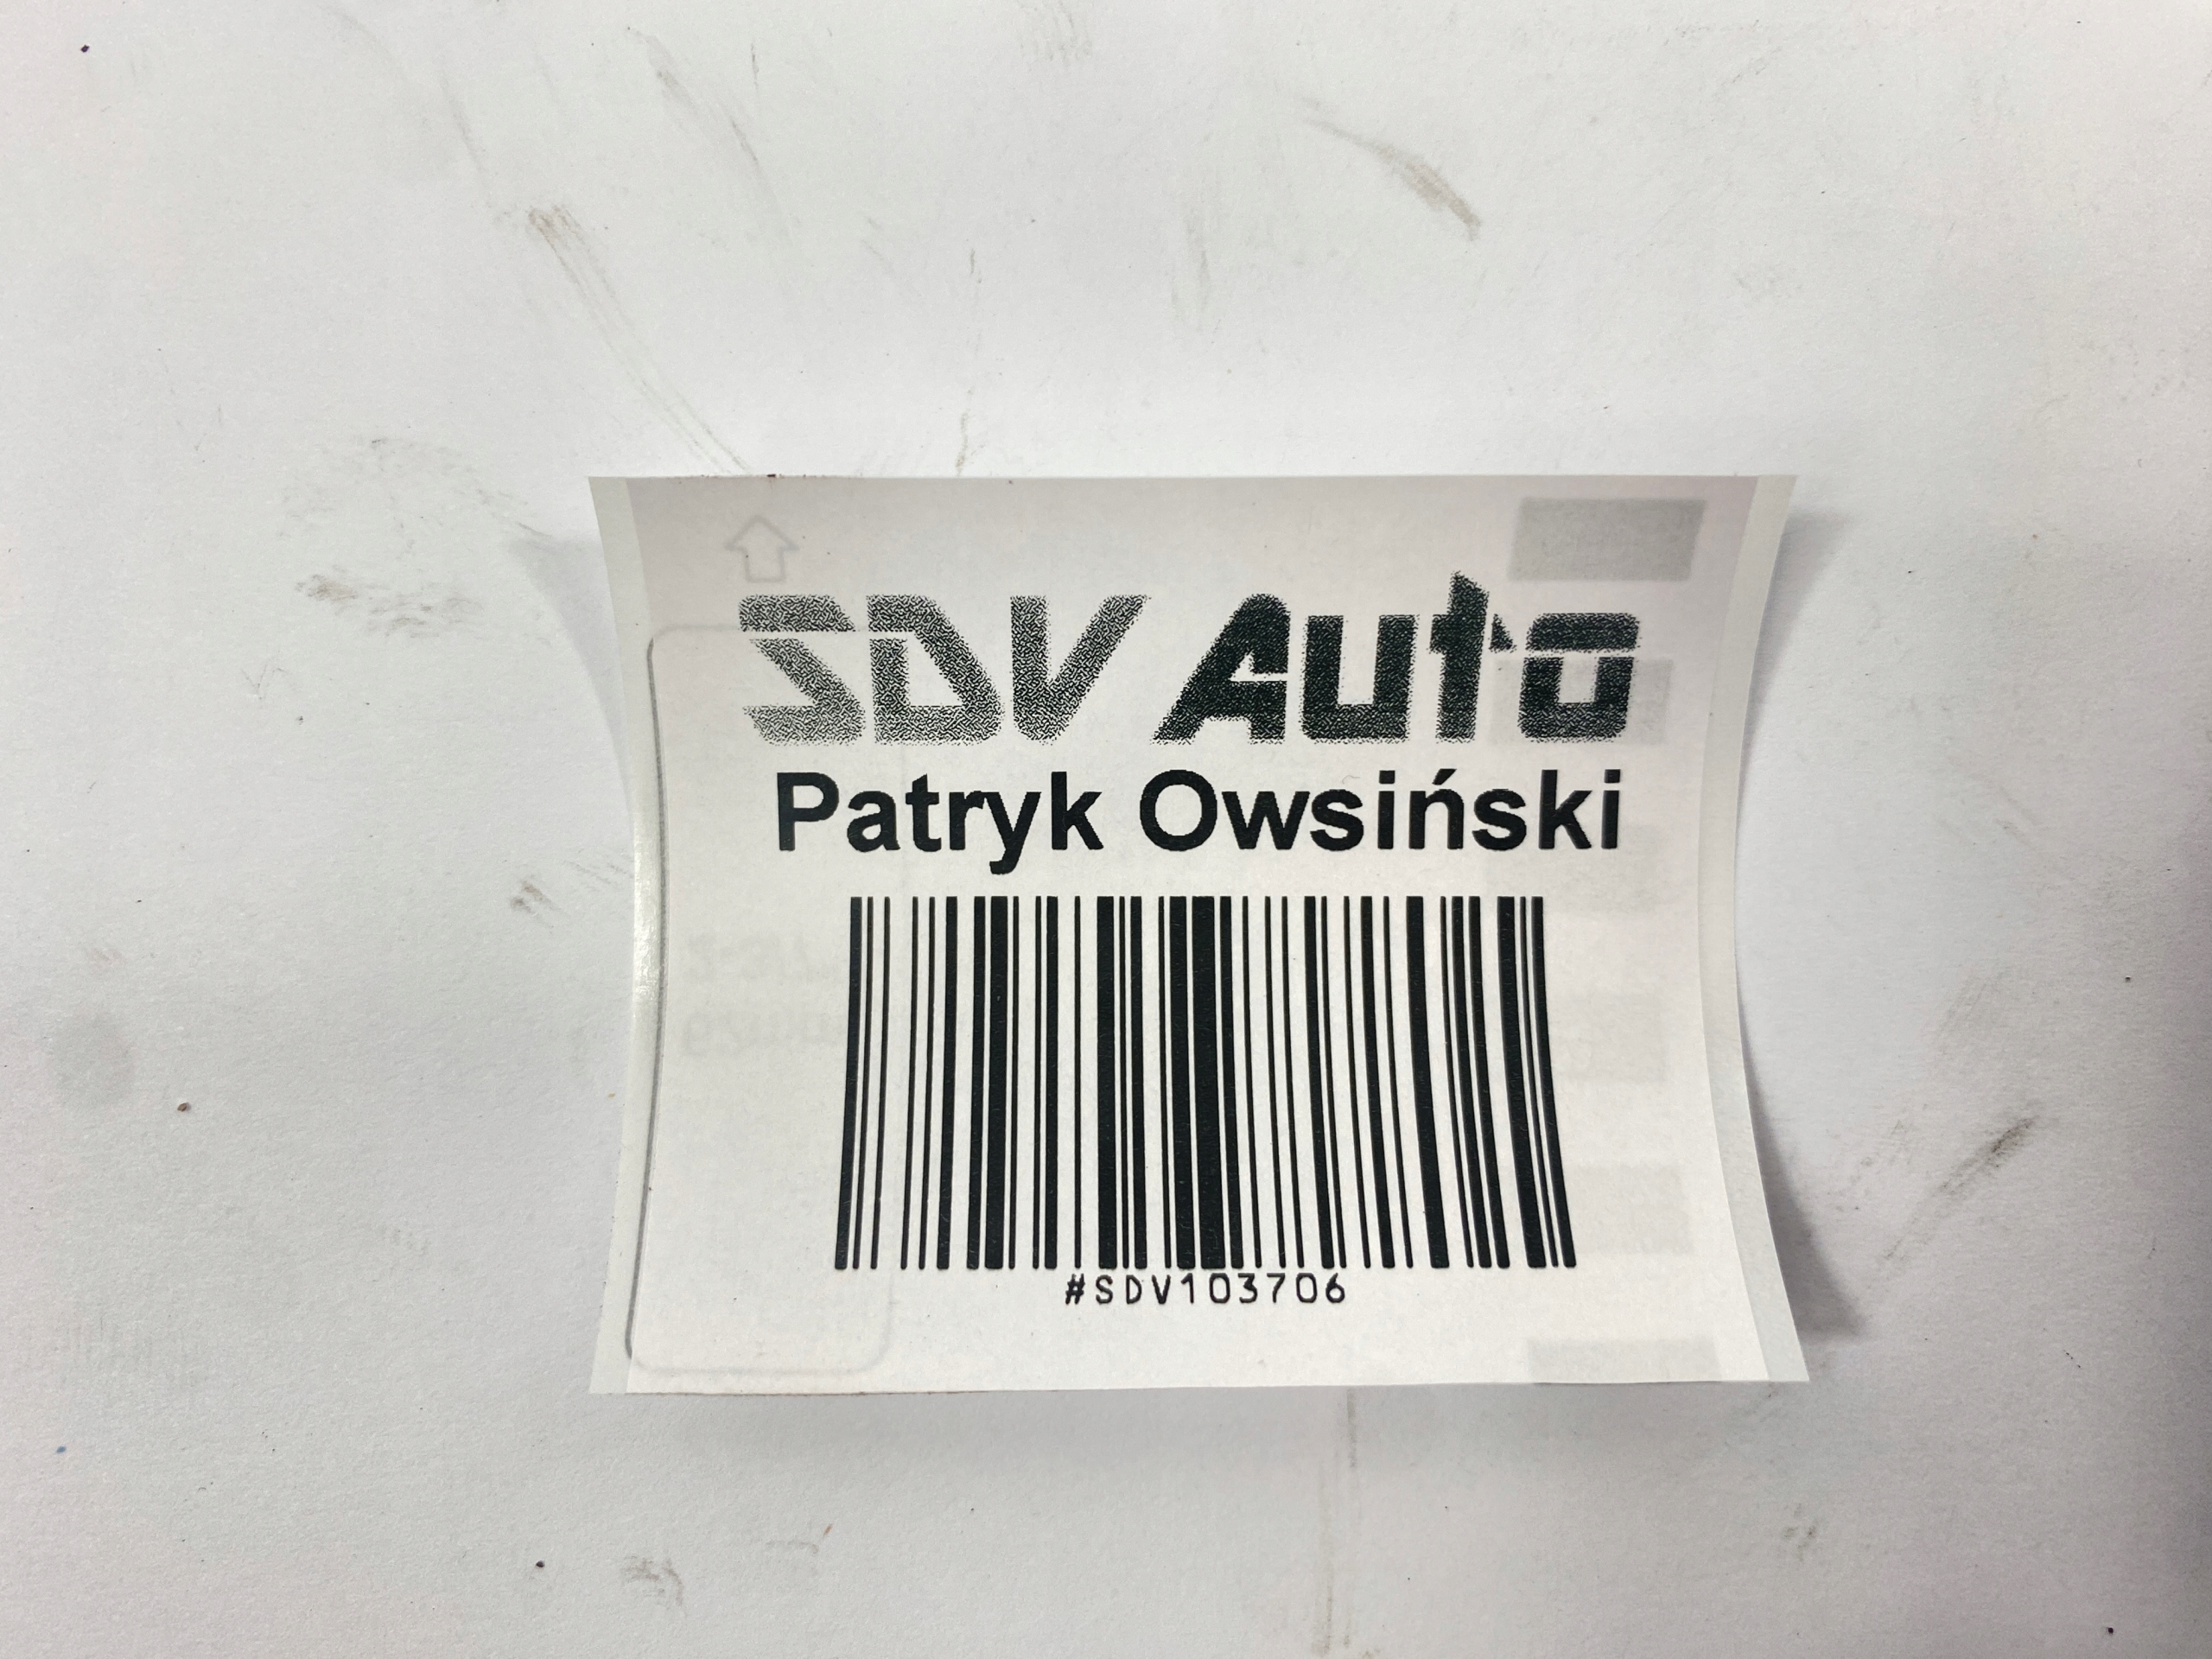 SDV Auto
Patryk Owsiński
#SDV103706